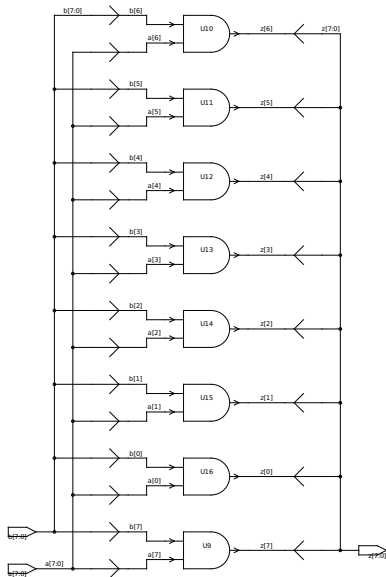 b[7:0] b[6] U10 z[6] z[7:0]
a[6]
b[5] U11 z[5]
a[5]
b[4] U12 z[4]
a[4]
b[3] U13 z[3]
a[3]
b[2] U14 z[2]
a[2]
b[1] U15 z[1]
a[1]
b[0] U16 z[0]
a[0]
b[7] U9 z[7]
b[7:0]
a[7:0] a[7] z[7:0]
b[7:0]